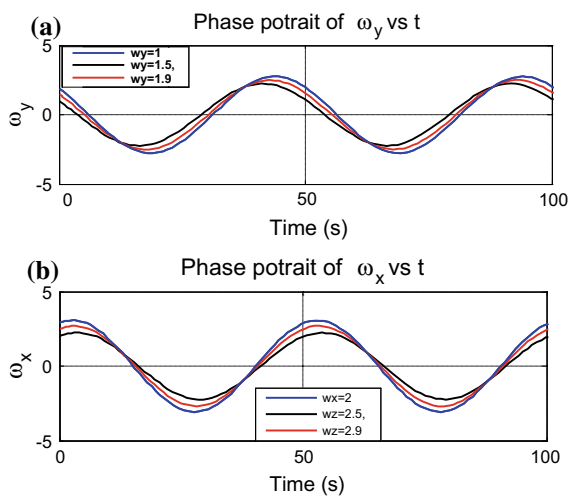 (a)
Phase potrait of ω_y vs t
wy=1
wy=1.5,
wy=1.9
5
0
-5
ω_y
0 50 100
Time (s)
(b)
Phase potrait of ω_x vs t
5
0
-5
ω_x
wx=2
wz=2.5,
wz=2.9
0 50 100
Time (s)